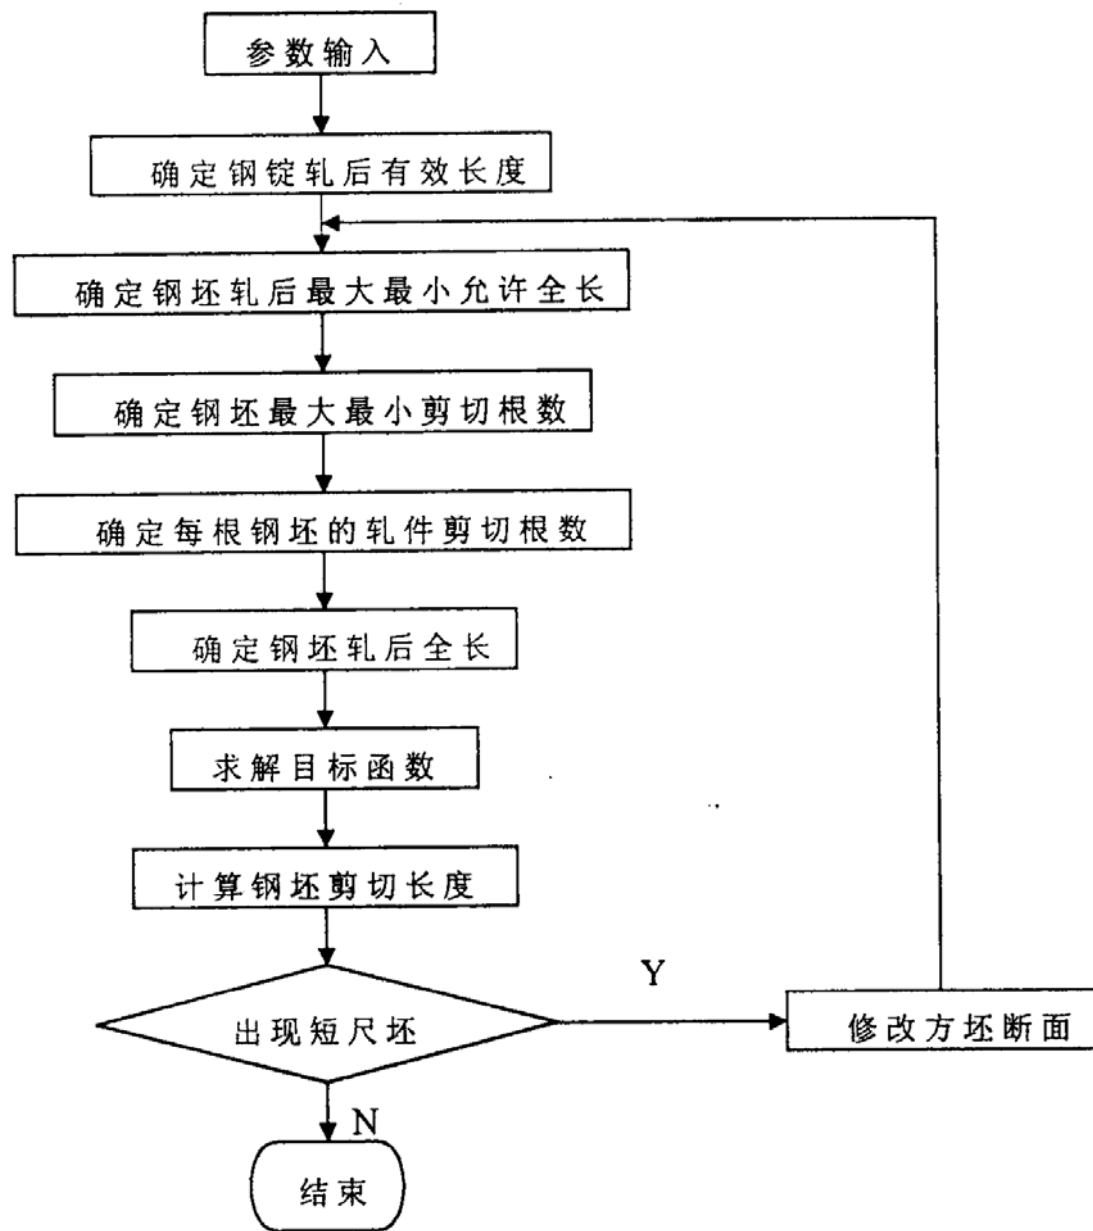 参数输入
确定钢锭轧后有效长度
确定钢坯轧后最大最小允许全长
确定钢坯最大最小剪切根数
确定每根钢坯的轧件剪切根数
确定钢坯轧后全长
求解目标函数
计算钢坯剪切长度
出现短尺坯
Y
修改方坯断面
N
结束